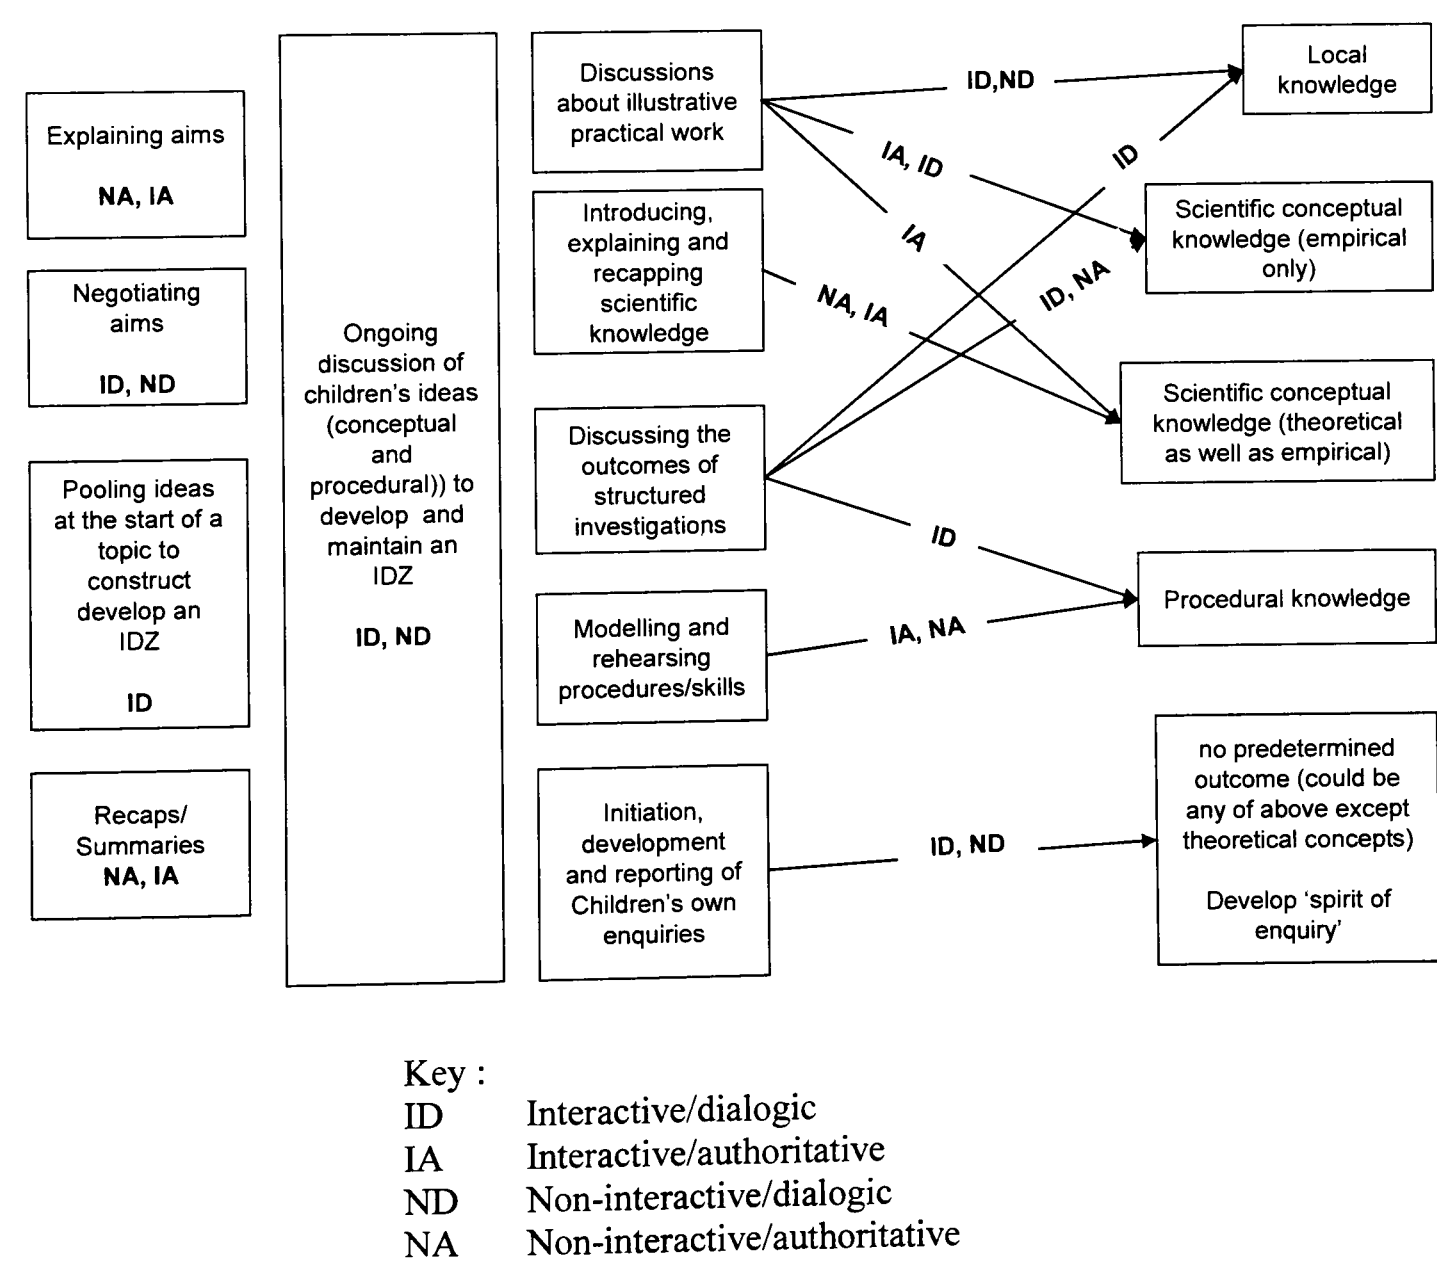 Explaining aims
NA, IA
Negotiating
aims
ID, ND
Pooling ideas
at the start of a
topic to
construct
develop an
IDZ
ID
Recaps/
Summaries
NA, IA
Ongoing
discussion of
children's ideas
(conceptual
and
procedural)) to
develop and
maintain an
IDZ
ID, ND
Discussions
about illustrative
practical work
Introducing,
explaining and
recapping
scientific
knowledge
Discussing the
outcomes of
structured
investigations
Modelling and
rehearsing
procedures/skills
Initiation,
development
and reporting of
Children's own
enquiries
ID,ND
IA, ID
IA
ID
ID, NA
NA, IA
ID
IA, NA
ID, ND
Local
knowledge
Scientific conceptual
knowledge (empirical
only)
Scientific conceptual
knowledge (theoretical
as well as empirical)
Procedural knowledge
no predetermined
outcome (could be
any of above except
theoretical concepts)
Develop ‘spirit of
enquiry’
Key :
ID Interactive/dialogic
IA Interactive/authoritative
ND Non-interactive/dialogic
NA Non-interactive/authoritative